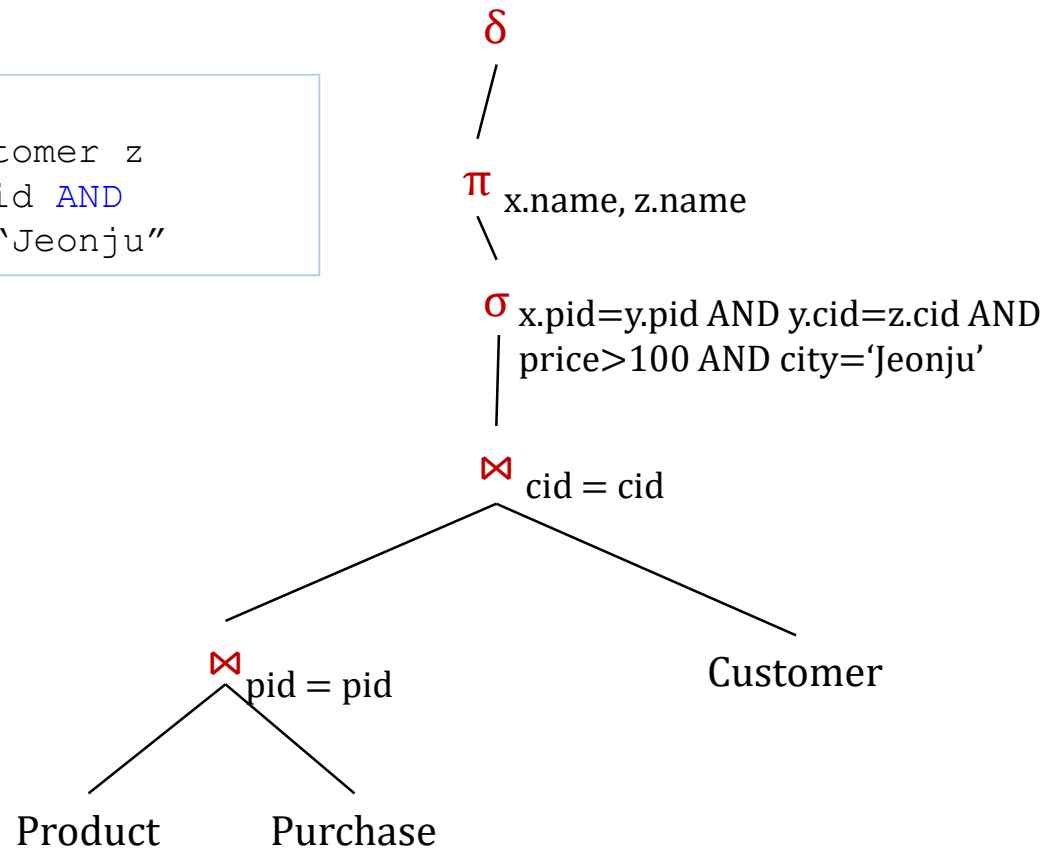 tomer z
id AND
“Jeonju”
δ
π x.name, z.name
σ x.pid=y.pid AND y.cid=z.cid AND
price>100 AND city=‘Jeonju’
⋈ cid = cid
⋈ pid = pid
Customer
Product
Purchase